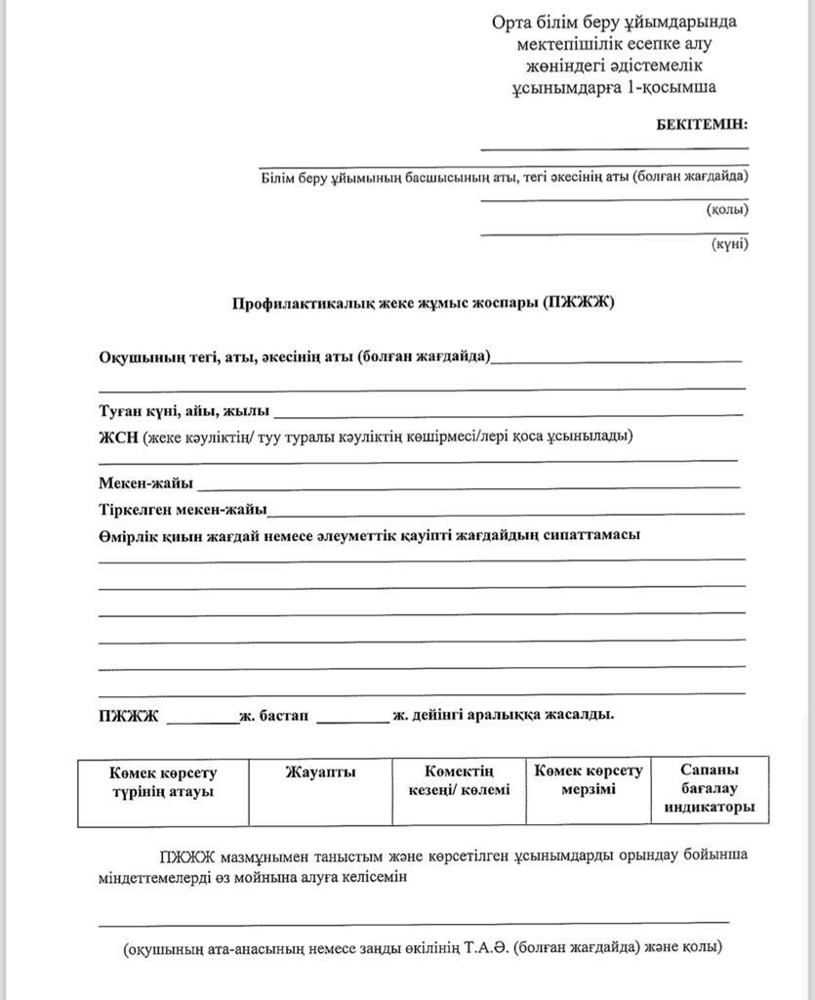 Орта білім беру ұйымдарында
мектепішілік есепке алу
жөніндегі әдістемелік
ұсынымдарға 1-қосымша
БЕКІТЕМІН:
Білім беру ұйымының басшысының аты, тегі әкесінің аты (болған жағдайда)
(қолы)
(күні)
Профилактикалық жеке жұмыс жоспары (ПЖЖЖ)
Оқушының тегі, аты, әкесінің аты (болған жағдайда)
Туған күні, айы, жылы
ЖСН (жеке кәуліктің/ туу туралы кәуліктің көшірмесі/лері қоса ұсынылады)
Мекен-жайы
Тіркелген мекен-жайы
Өмірлік қиын жағдай немесе әлеуметтік қауіпті жағдайдың сипаттамасы
ПЖЖЖ ________ж. бастап ________ ж. дейінгі аралыққа жасалды.
Көмек көрсету түрінің атауы
Жауапты
Көмектің кезеңі/ көлемі
Көмек көрсету мерзімі
Сапаны бағалау индикаторы
ПЖЖЖ мазмұнымен таныстым және көрсетілген ұсынымдарды орындау бойынша
міндеттемелерді өз мойнына алуға келісемін
(оқушының ата-анасының немесе заңды өкілінің Т.А.Ә. (болған жағдайда) және қолы)